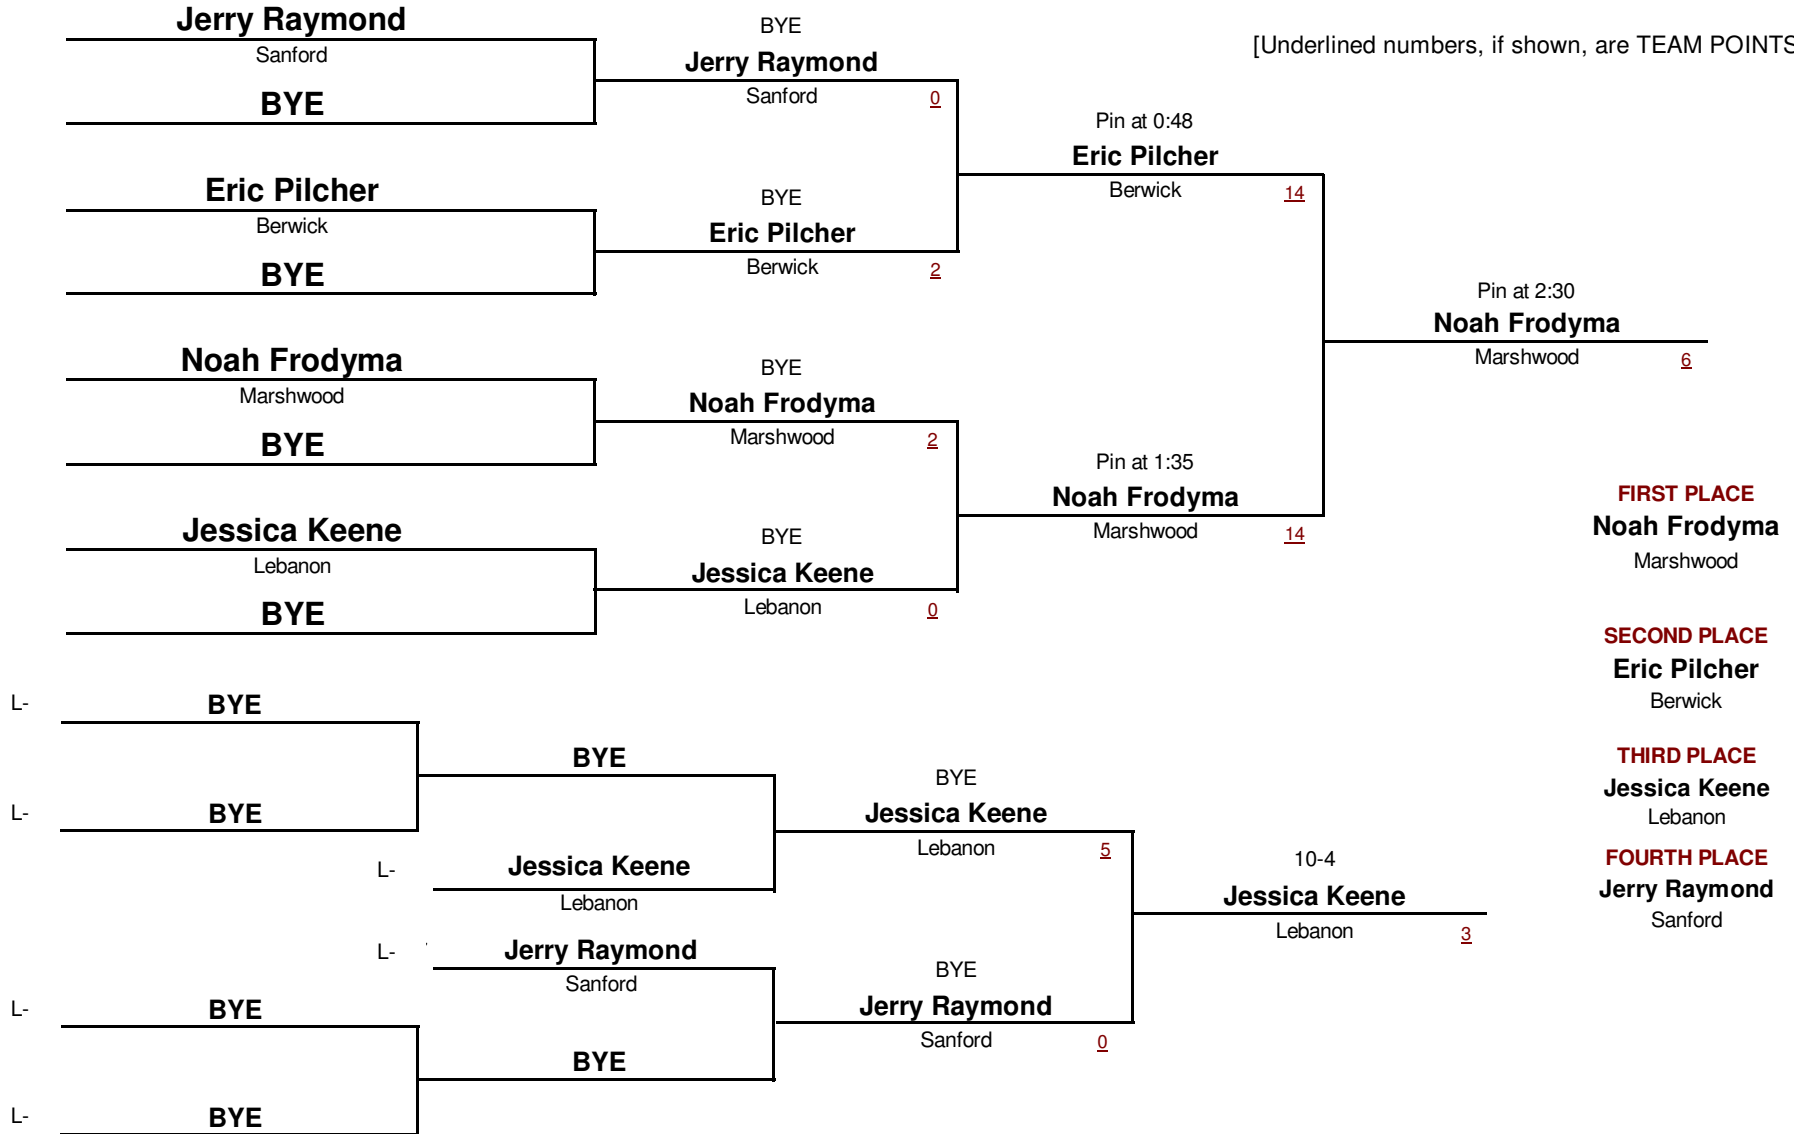 Jerry Raymond
Sanford
BYE
BYE
Jerry Raymond
Sanford
0
[Underlined numbers, if shown, are TEAM POINTS
Eric Pilcher
Berwick
BYE
BYE
Eric Pilcher
Berwick
2
Pin at 0:48
Eric Pilcher
Berwick
14
Noah Frodyma
Marshwood
BYE
BYE
Noah Frodyma
Marshwood
2
Jessica Keene
Lebanon
BYE
BYE
Jessica Keene
Lebanon
0
Pin at 1:35
Noah Frodyma
Marshwood
14
Pin at 2:30
Noah Frodyma
Marshwood
6
FIRST PLACE
Noah Frodyma
Marshwood
SECOND PLACE
Eric Pilcher
Berwick
THIRD PLACE
Jessica Keene
Lebanon
FOURTH PLACE
Jerry Raymond
Sanford
L- BYE
L- BYE
BYE
L- Jessica Keene
Lebanon
BYE
Jessica Keene
Lebanon
5
L- Jerry Raymond
Sanford
L- BYE
L- BYE
BYE
BYE
Jerry Raymond
Sanford
0
10-4
Jessica Keene
Lebanon
3